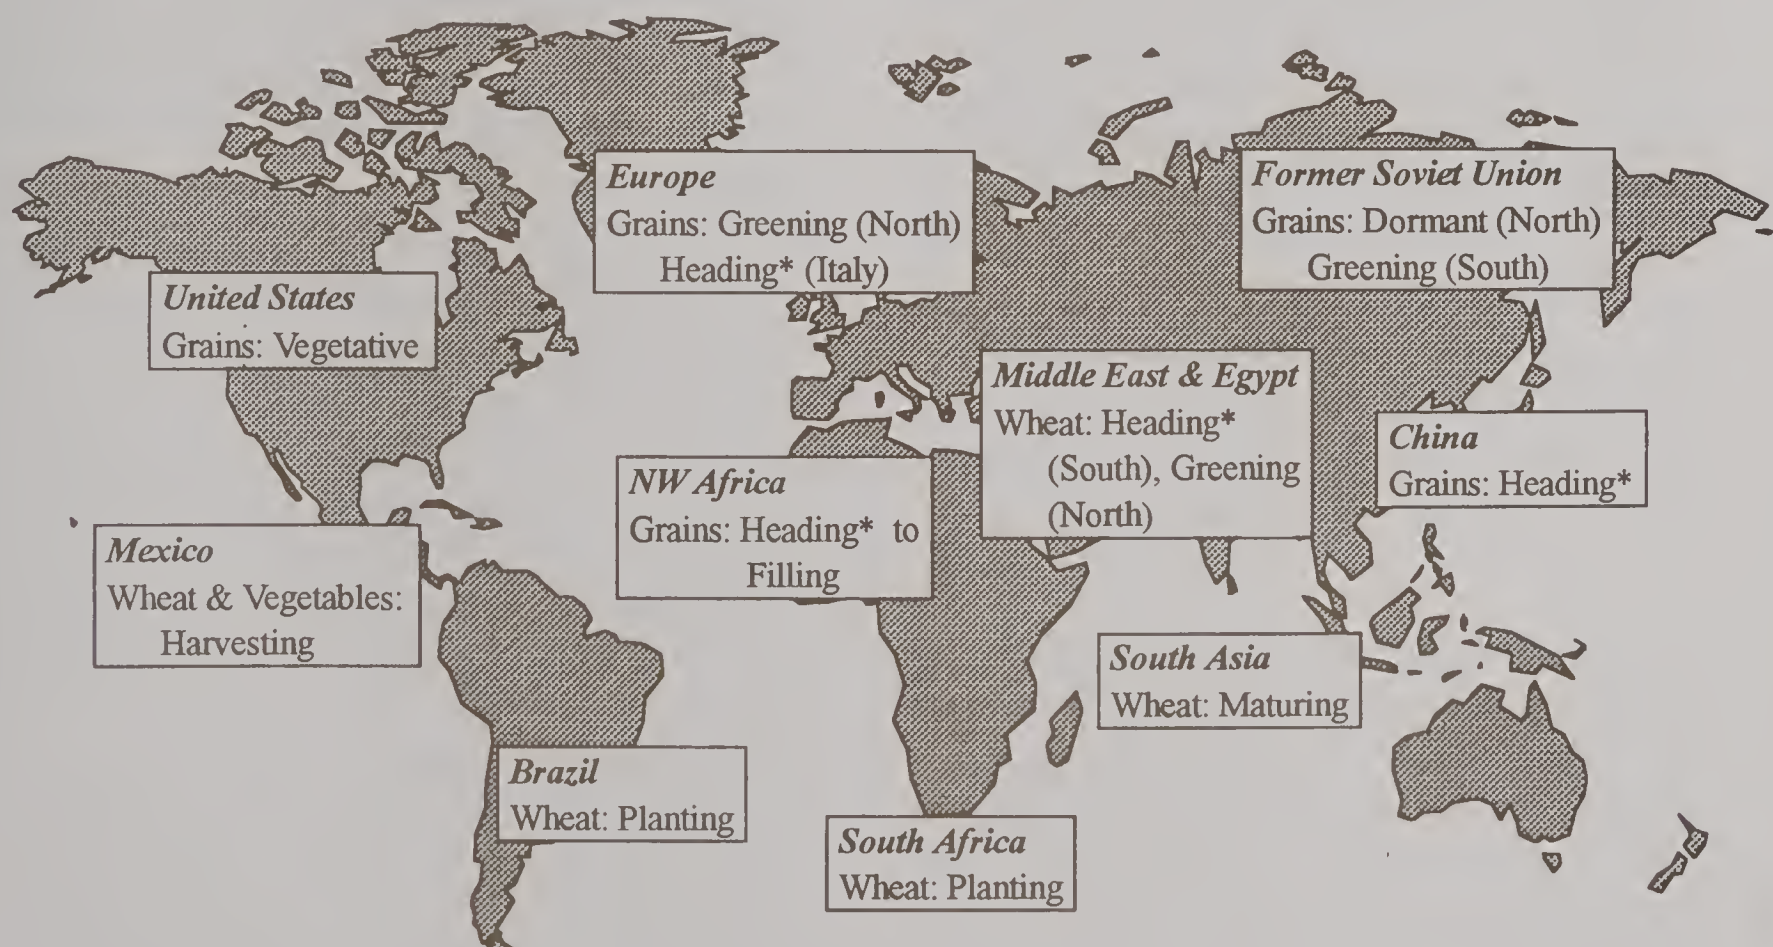 Europe
Grains: Greening (North)
Heading* (Italy)
Former Soviet Union
Grains: Dormant (North)
Greening (South)
United States
Grains: Vegetative
Middle East & Egypt
Wheat: Heading*
(South), Greening
(North)
China
Grains: Heading*
NW Africa
Grains: Heading* to
Filling
Mexico
Wheat & Vegetables:
Harvesting
South Asia
Wheat: Maturing
Brazil
Wheat: Planting
South Africa
Wheat: Planting